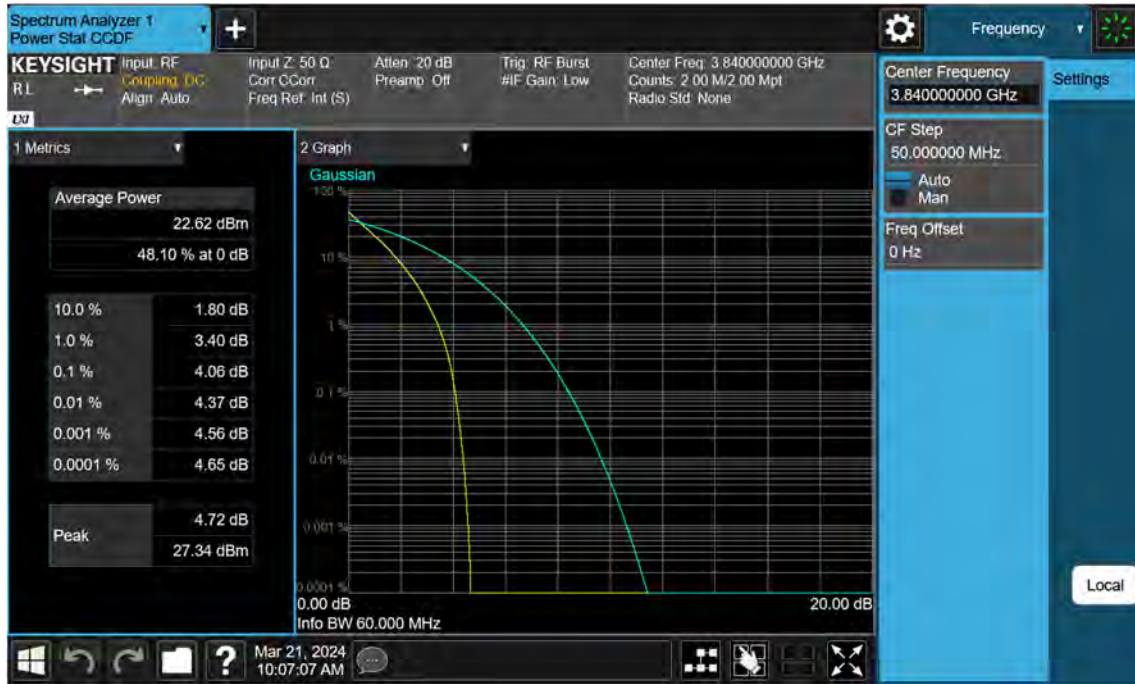 Spectrum Analyzer 1
Power Stat CCDF
+
Frequency
KEYSIGHT
RL
LXI
Input: RF
Coupling: DC
Align: Auto
Input Z: 50 Ω
Corr CCorr
Freq Ref: Int (S)
Atten: 20 dB
Preamp: Off
Trig: RF Burst
#IF Gain: Low
Center Freq: 3.840000000 GHz
Counts: 2.00 M/2.00 Mpt
Radio Std: None
Center Frequency
3.840000000 GHz
Settings
CF Step
50.000000 MHz
Auto
Man
Freq Offset
0 Hz
1 Metrics
Average Power
22.62 dBm
48.10 % at 0 dB
10.0 % 1.80 dB
1.0 % 3.40 dB
0.1 % 4.06 dB
0.01 % 4.37 dB
0.001 % 4.56 dB
0.0001 % 4.65 dB
Peak
4.72 dB
27.34 dBm
2 Graph
Gaussian
100 %
10 %
1 %
0.1 %
0.01 %
0.001 %
0.0001 %
0.00 dB 20.00 dB
Info BW 60.000 MHz
Local
?
Mar 21, 2024
10:07:07 AM